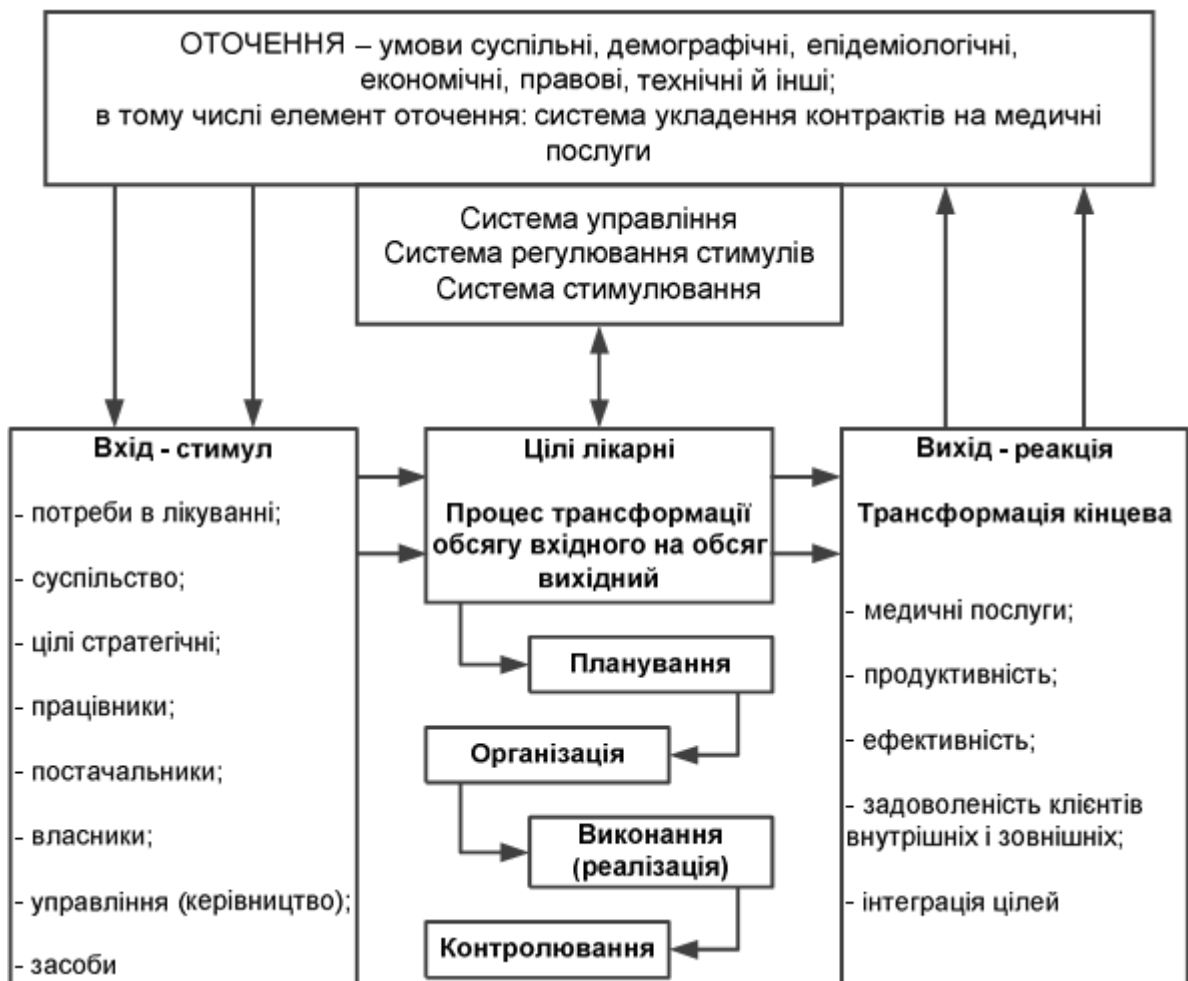 ОТОЧЕННЯ – умови суспільні, демографічні, епідеміологічні,
економічні, правові, технічні й інші;
в тому числі елемент оточення: система укладення контрактів на медичні
послуги
Система управління
Система регулювання стимулів
Система стимулювання
Вхід - стимул
- потреби в лікуванні;
- суспільство;
- цілі стратегічні;
- працівники;
- постачальники;
- власники;
- управління (керівництво);
- засоби
Цілі лікарні
Процес трансформації
обсягу вхідного на обсяг
вихідний
Планування
Організація
Виконання
(реалізація)
Контролювання
Вихід - реакція
Трансформація кінцева
- медичні послуги;
- продуктивність;
- ефективність;
- задоволеність клієнтів
внутрішніх і зовнішніх;
- інтеграція цілей